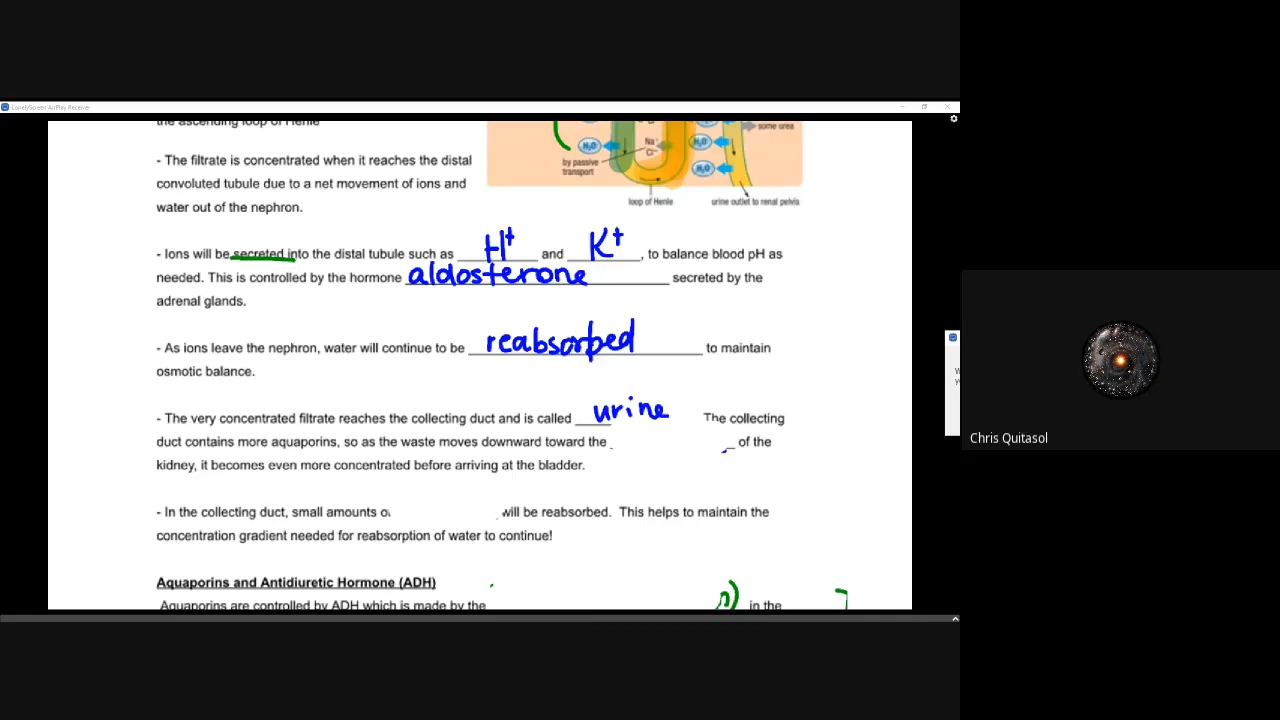 LonelyScreen AirPlay Receiver
the ascending loop of Henle
- The filtrate is concentrated when it reaches the distal
convoluted tubule due to a net movement of ions and
water out of the nephron.
H₂O
Na⁺
Cl⁻
by passive
transport
loop of Henle
H₂O
H₂O
some urea
urine outlet to renal pelvis
- Ions will be secreted into the distal tubule such as H⁺ and K⁺, to balance blood pH as
needed. This is controlled by the hormone aldosterone secreted by the
adrenal glands.
- As ions leave the nephron, water will continue to be reabsorbed to maintain
osmotic balance.
- The very concentrated filtrate reaches the collecting duct and is called urine The collecting
duct contains more aquaporins, so as the waste moves downward toward the of the
kidney, it becomes even more concentrated before arriving at the bladder.
- In the collecting duct, small amounts will be reabsorbed. This helps to maintain the
concentration gradient needed for reabsorption of water to continue!
Aquaporins and Antidiuretic Hormone (ADH)
Aquaporins are controlled by ADH which is made by the in the
Chris Quitasol